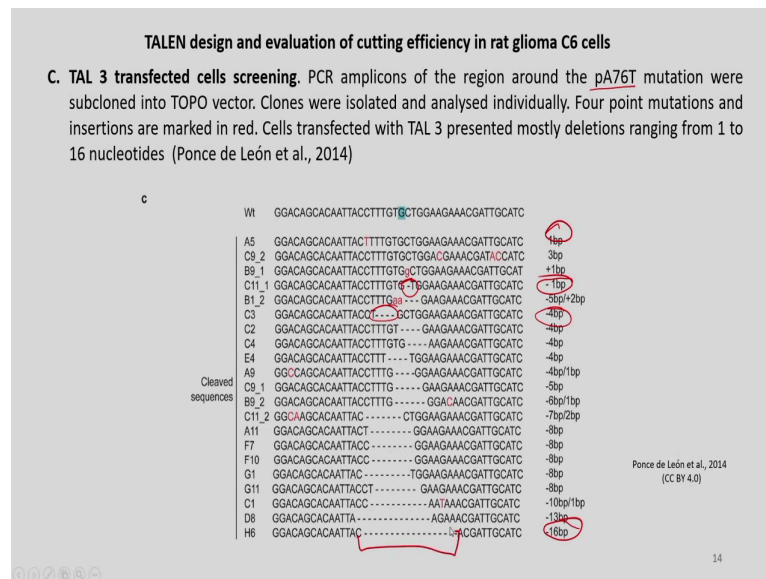 TALEN design and evaluation of cutting efficiency in rat glioma C6 cells
C. TAL 3 transfected cells screening. PCR amplicons of the region around the pA76T mutation were
subcloned into TOPO vector. Clones were isolated and analysed individually. Four point mutations and
insertions are marked in red. Cells transfected with TAL 3 presented mostly deletions ranging from 1 to
16 nucleotides (Ponce de León et al., 2014)
c
Wt GGACAGCACAATTACCTTTGTGCTGGAAGAAACGATTGCATC
A5 GGACAGCACAATTACTTTTGTGCTGGAAGAAACGATTGCATC 1bp
C9_2 GGACAGCACAATTACCTTTGTGCTGGACGAAACGATACCATC 3bp
B9_1 GGACAGCACAATTACCTTTGTGgCTGGAAGAAACGATTGCAT +1bp
C11_1 GGACAGCACAATTACCTTTGTG-TGGAAGAAACGATTGCATC -1bp
B1_2 GGACAGCACAATTACCTTTGaa---GAAGAAACGATTGCATC -5bp/+2bp
C3 GGACAGCACAATTACCT----GCTGGAAGAAACGATTGCATC -4bp
C2 GGACAGCACAATTACCTTTGT----GAAGAAACGATTGCATC -4bp
C4 GGACAGCACAATTACCTTTGTG----AAGAAACGATTGCATC -4bp
E4 GGACAGCACAATTACCTTT----TGGAAGAAACGATTGCATC -4bp
A9 GGCCAGCACAATTACCTTTG----GGAAGAAACGATTGCATC -4bp/1bp
C9_1 GGACAGCACAATTACCTTTG-----GAAGAAACGATTGCATC -5bp
Cleaved
sequences
B9_2 GGACAGCACAATTACCTTTG------GGACAACGATTGCATC -6bp/1bp
C11_2 GGCAAGCACAATTAC-------CTGGAAGAAACGATTGCATC -7bp/2bp
A11 GGACAGCACAATTACT--------GGAAGAAACGATTGCATC -8bp
F7 GGACAGCACAATTACC--------GGAAGAAACGATTGCATC -8bp
F10 GGACAGCACAATTACC--------GGAAGAAACGATTGCATC -8bp
G1 GGACAGCACAATTAC--------TGGAAGAAACGATTGCATC -8bp
G11 GGACAGCACAATTACCT--------GAAGAAACGATTGCATC -8bp
C1 GGACAGCACAATTACC----------AATAAACGATTGCATC -10bp/1bp
D8 GGACAGCACAATTA-------------AGAAACGATTGCATC -13bp
H6 GGACAGCACAATTAC----------------ACGATTGCATC -16bp
Ponce de León et al., 2014
(CC BY 4.0)
14